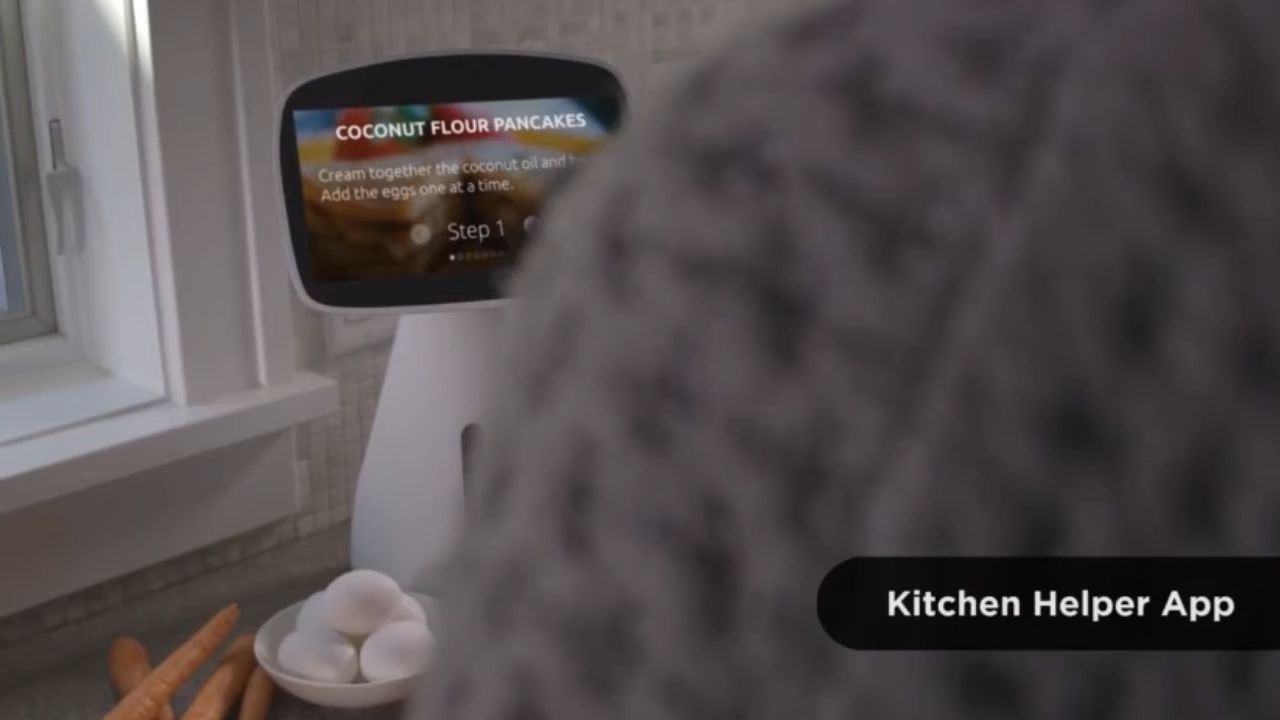 COCONUT FLOUR PANCAKES
Cream together the coconut oil and
Add the eggs one at a time.
Step 1
Kitchen Helper App